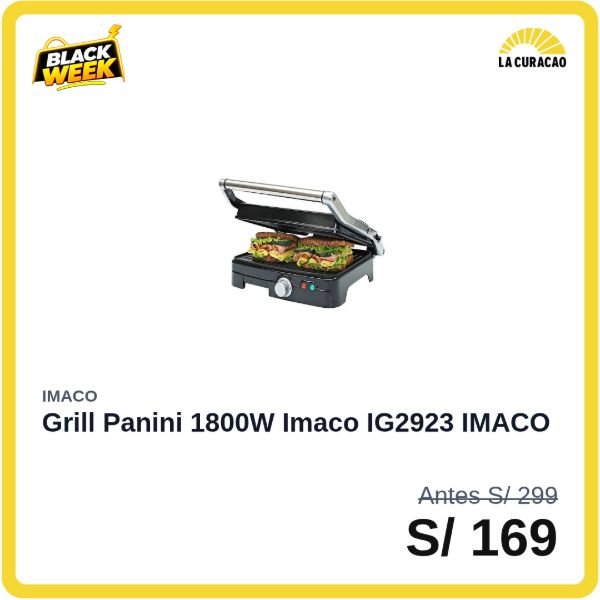 BLACK
WEEK
LA CURACAO
IMACO
Grill Panini 1800W Imaco IG2923 IMACO
Antes S/ 299
S/ 169